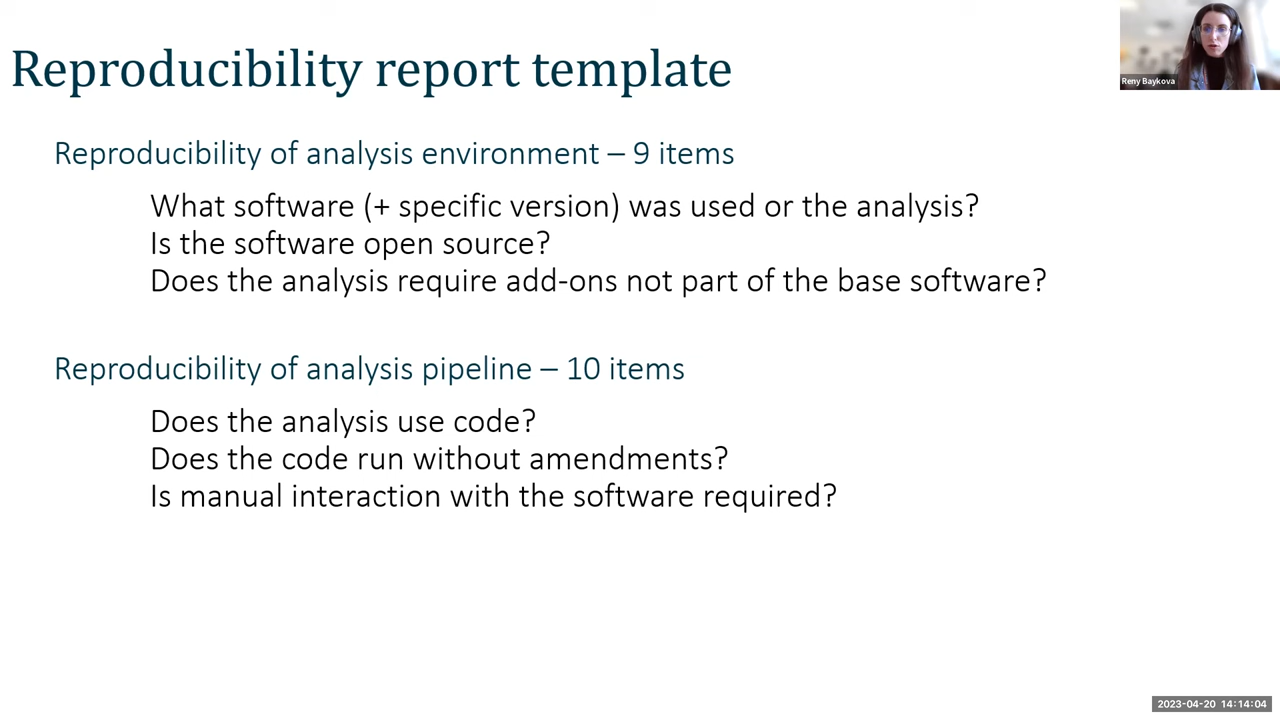 Reproducibility report template
Reny Baykova
Reproducibility of analysis environment – 9 items
What software (+ specific version) was used or the analysis?
Is the software open source?
Does the analysis require add-ons not part of the base software?
Reproducibility of analysis pipeline – 10 items
Does the analysis use code?
Does the code run without amendments?
Is manual interaction with the software required?
2023-04-20 14:14:04